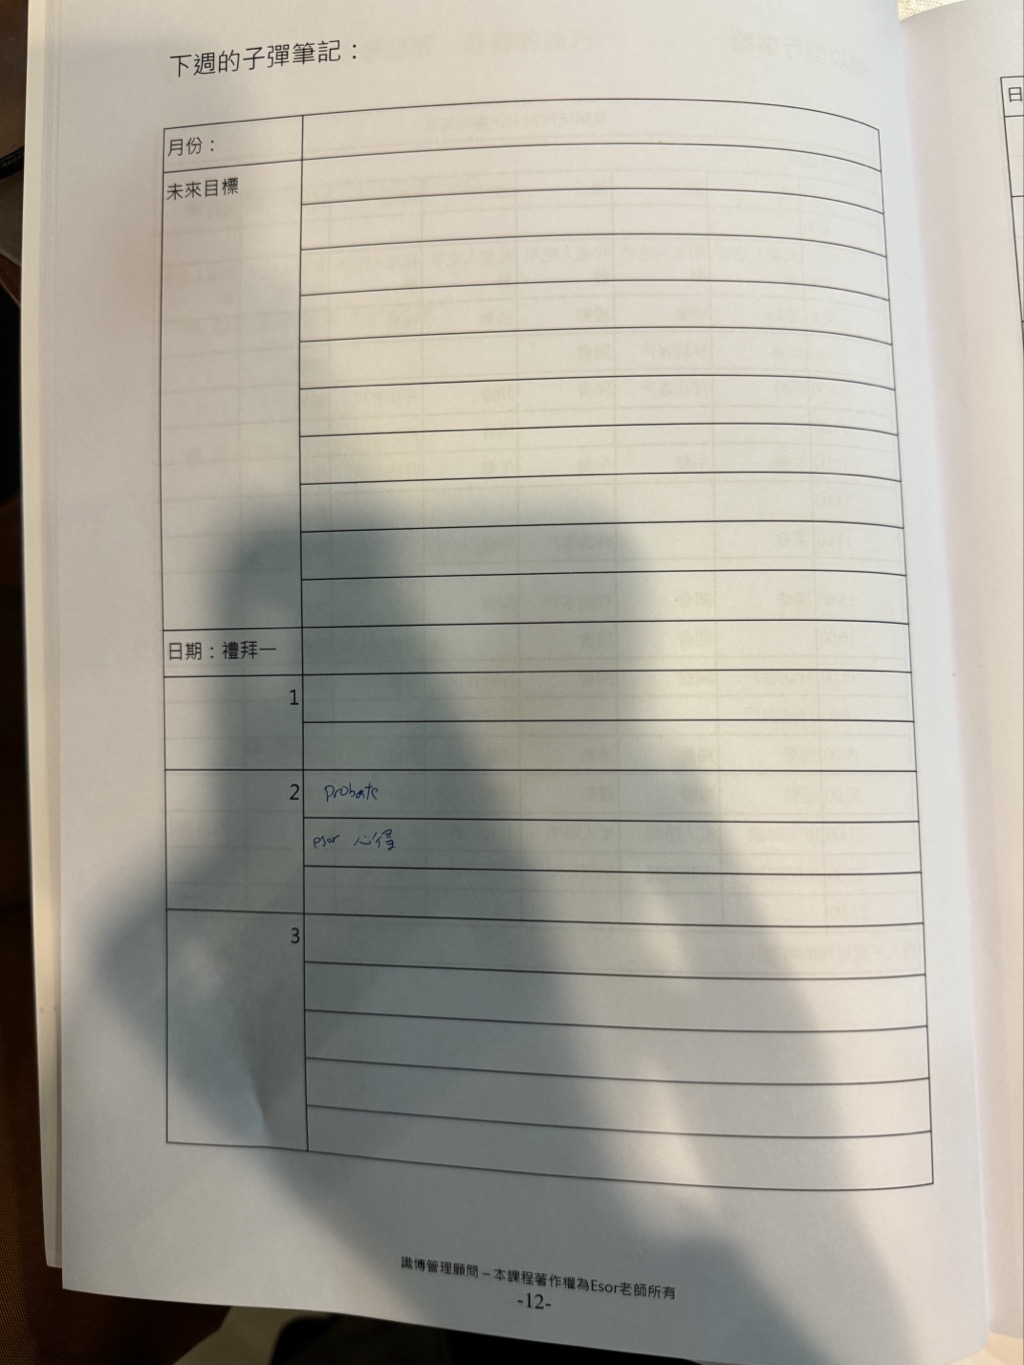 下週的子彈筆記：
月份：
未來目標
日期：禮拜一
1
2 probate
esor 心得
3
日
識博管理顧問 – 本課程著作權為Esor老師所有
-12-